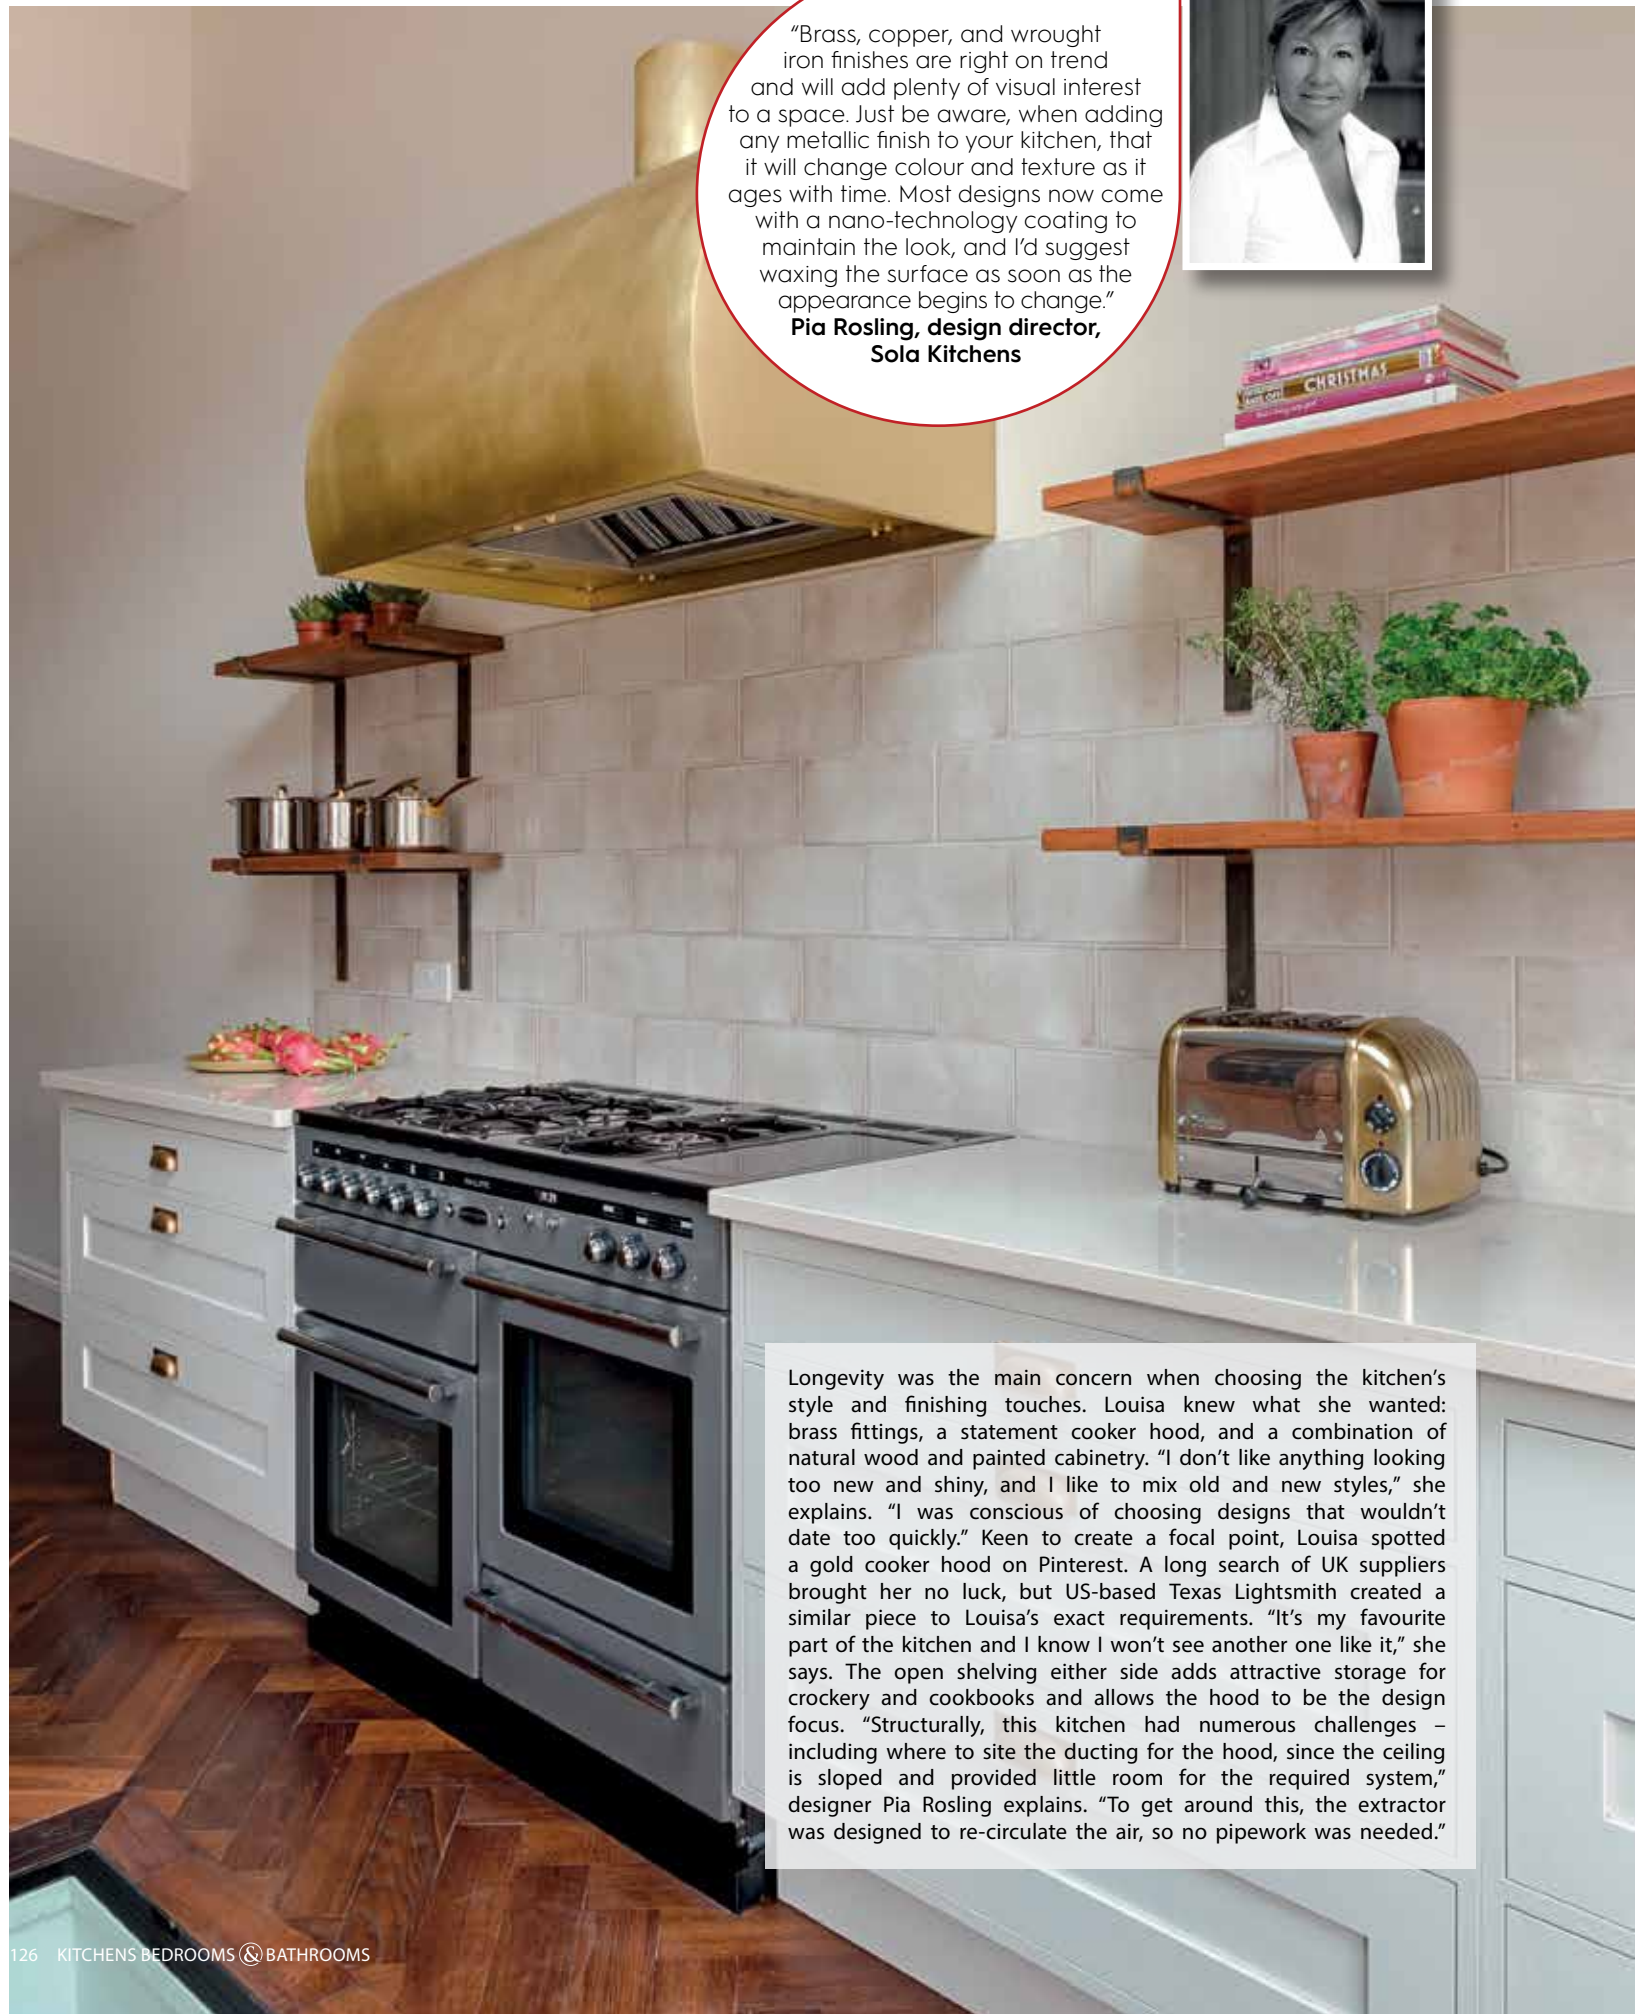 “Brass, copper, and wrought
iron finishes are right on trend
and will add plenty of visual interest
to a space. Just be aware, when adding
any metallic finish to your kitchen, that
it will change colour and texture as it
ages with time. Most designs now come
with a nano-technology coating to
maintain the look, and I’d suggest
waxing the surface as soon as the
appearance begins to change.”
Pia Rosling, design director,
Sola Kitchens
CHRISTMAS
Longevity was the main concern when choosing the kitchen’s
style and finishing touches. Louisa knew what she wanted:
brass fittings, a statement cooker hood, and a combination of
natural wood and painted cabinetry. “I don’t like anything looking
too new and shiny, and I like to mix old and new styles,” she
explains. “I was conscious of choosing designs that wouldn’t
date too quickly.” Keen to create a focal point, Louisa spotted
a gold cooker hood on Pinterest. A long search of UK suppliers
brought her no luck, but US-based Texas Lightsmith created a
similar piece to Louisa’s exact requirements. “It’s my favourite
part of the kitchen and I know I won’t see another one like it,” she
says. The open shelving either side adds attractive storage for
crockery and cookbooks and allows the hood to be the design
focus. “Structurally, this kitchen had numerous challenges –
including where to site the ducting for the hood, since the ceiling
is sloped and provided little room for the required system,”
designer Pia Rosling explains. “To get around this, the extractor
was designed to re-circulate the air, so no pipework was needed.”
126 KITCHENS BEDROOMS & BATHROOMS